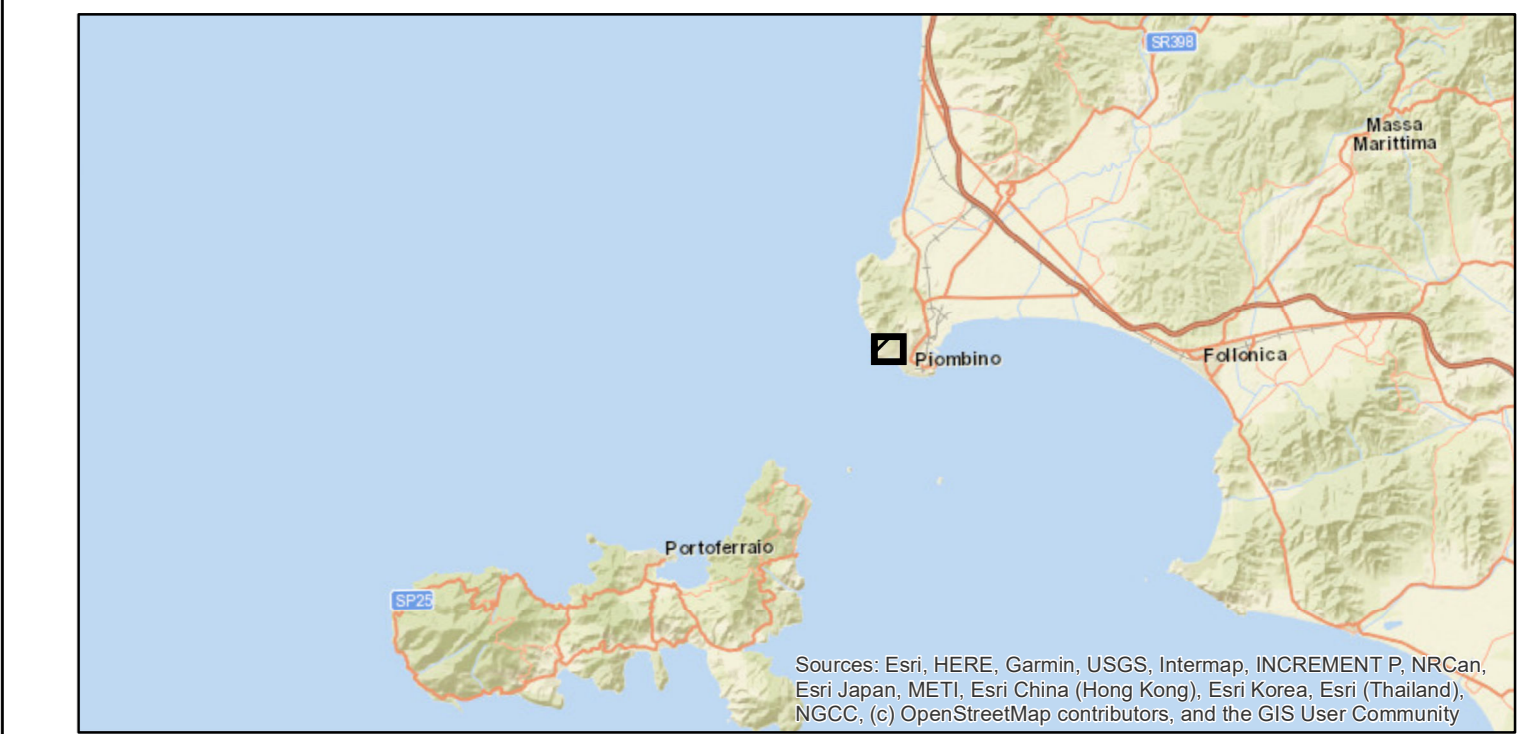 SR398
Massa
Marittima
Piombino
Follonica
Portoferraio
SP25
Sources: Esri, HERE, Garmin, USGS, Intermap, INCREMENT P, NRCan,
Esri Japan, METI, Esri China (Hong Kong), Esri Korea, Esri (Thailand),
NGCC, (c) OpenStreetMap contributors, and the GIS User Community